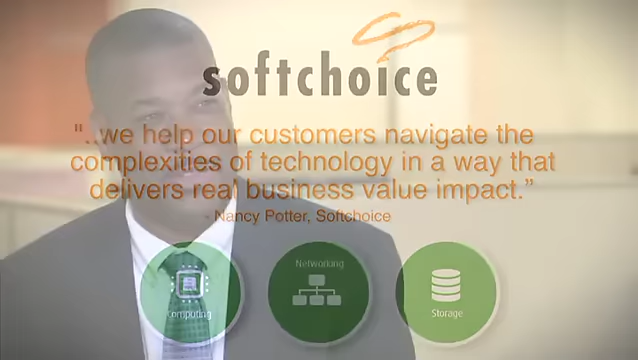 softchoice
"...we help our customers navigate the
complexities of technology in a way that
delivers real business value impact."
- Nancy Potter, Softchoice
Networking
Computing
Storage